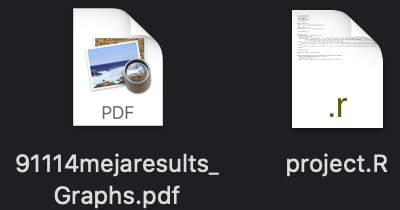 PDF
.r
91114mejaresults_
Graphs.pdf
project.R